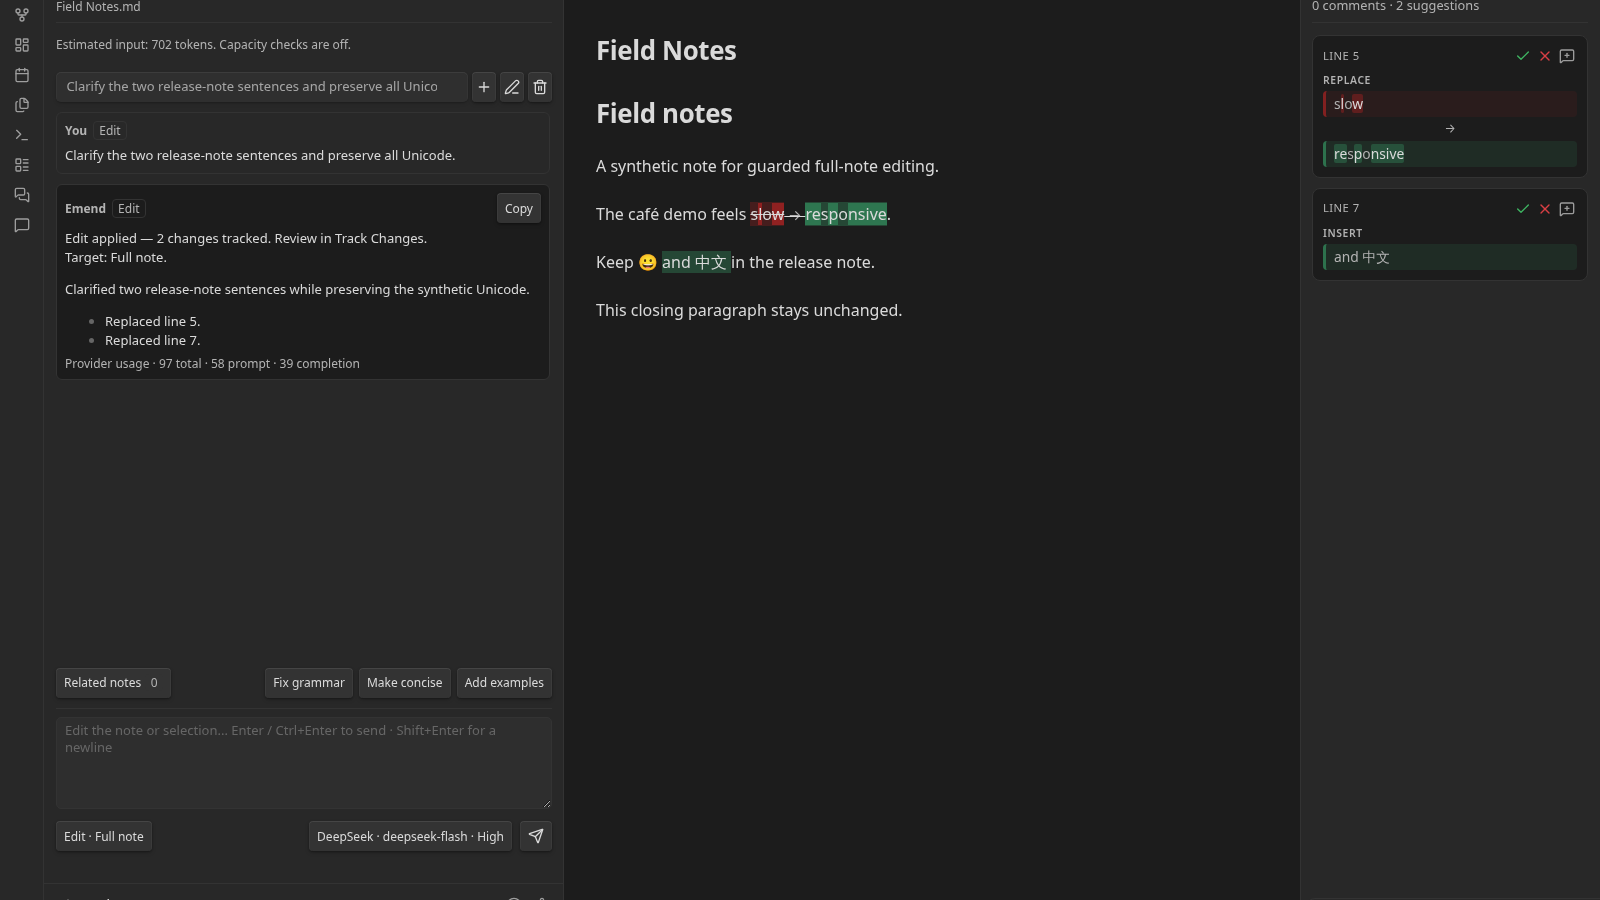 Field Notes.md
Estimated input: 702 tokens. Capacity checks are off.
Clarify the two release-note sentences and preserve all Unico
You Edit
Clarify the two release-note sentences and preserve all Unicode.
Emend Edit
Copy
Edit applied — 2 changes tracked. Review in Track Changes.
Target: Full note.
Clarified two release-note sentences while preserving the synthetic Unicode.
Replaced line 5.
Replaced line 7.
Provider usage · 97 total · 58 prompt · 39 completion
Related notes 0
Fix grammar
Make concise
Add examples
Edit the note or selection... Enter / Ctrl+Enter to send · Shift+Enter for a
newline
Edit · Full note
DeepSeek · deepseek-flash · High
Field Notes
Field notes
A synthetic note for guarded full-note editing.
The café demo feels slow → responsive.
Keep 😀 and 中文 in the release note.
This closing paragraph stays unchanged.
0 comments · 2 suggestions
LINE 5
REPLACE
slow
→
responsive
LINE 7
INSERT
and 中文